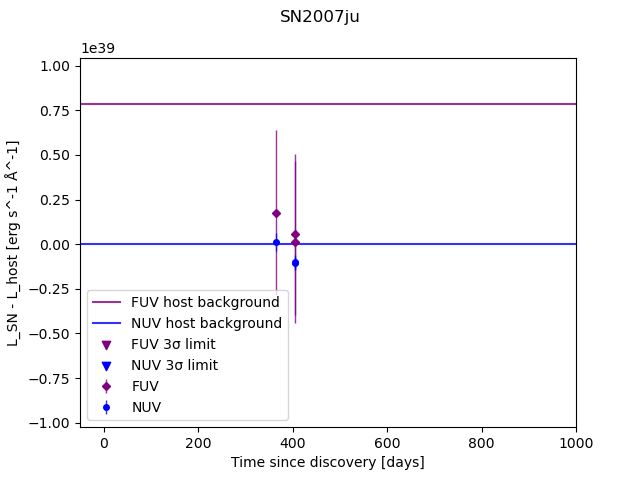 SN2007ju
1e39
1.00
0.75
0.50
0.25
0.00
−0.25
−0.50
−0.75
−1.00
L_SN - L_host [erg s^-1 Å^-1]
FUV host background
NUV host background
FUV 3σ limit
NUV 3σ limit
FUV
NUV
0 200 400 600 800 1000
Time since discovery [days]